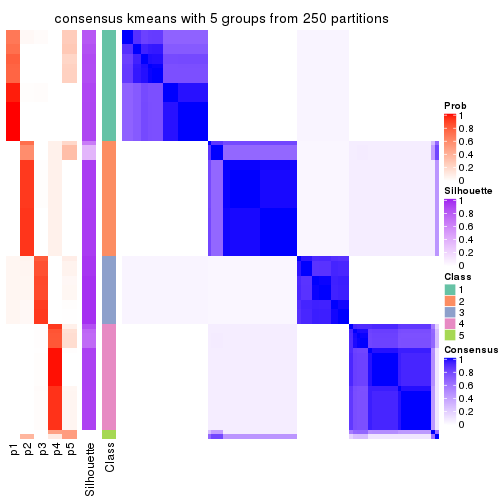 consensus kmeans with 5 groups from 250 partitions
Prob
1
0.8
0.6
0.4
0.2
0
Silhouette
1
0.8
0.6
0.4
0.2
0
Class
1
2
3
4
5
Consensus
1
0.8
0.6
0.4
0.2
0
p1
p2
p3
p4
p5
Silhouette
Class